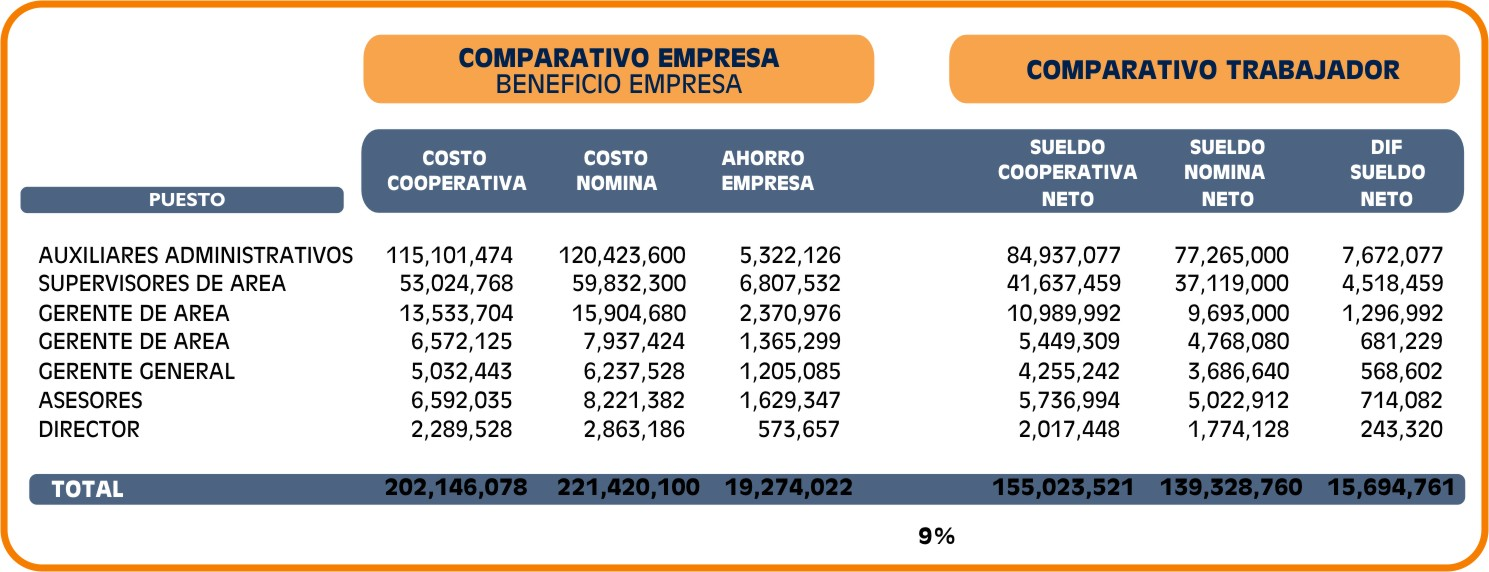 COMPARATIVO EMPRESA
BENEFICIO EMPRESA
COMPARATIVO TRABAJADOR
PUESTO
COSTO COOPERATIVA
COSTO NOMINA
AHORRO EMPRESA
SUELDO COOPERATIVA NETO
SUELDO NOMINA NETO
DIF SUELDO NETO
AUXILIARES ADMINISTRATIVOS 115,101,474 120,423,600 5,322,126 84,937,077 77,265,000 7,672,077
SUPERVISORES DE AREA 53,024,768 59,832,300 6,807,532 41,637,459 37,119,000 4,518,459
GERENTE DE AREA 13,533,704 15,904,680 2,370,976 10,989,992 9,693,000 1,296,992
GERENTE DE AREA 6,572,125 7,937,424 1,365,299 5,449,309 4,768,080 681,229
GERENTE GENERAL 5,032,443 6,237,528 1,205,085 4,255,242 3,686,640 568,602
ASESORES 6,592,035 8,221,382 1,629,347 5,736,994 5,022,912 714,082
DIRECTOR 2,289,528 2,863,186 573,657 2,017,448 1,774,128 243,320
TOTAL 202,146,078 221,420,100 19,274,022 155,023,521 139,328,760 15,694,761
9%